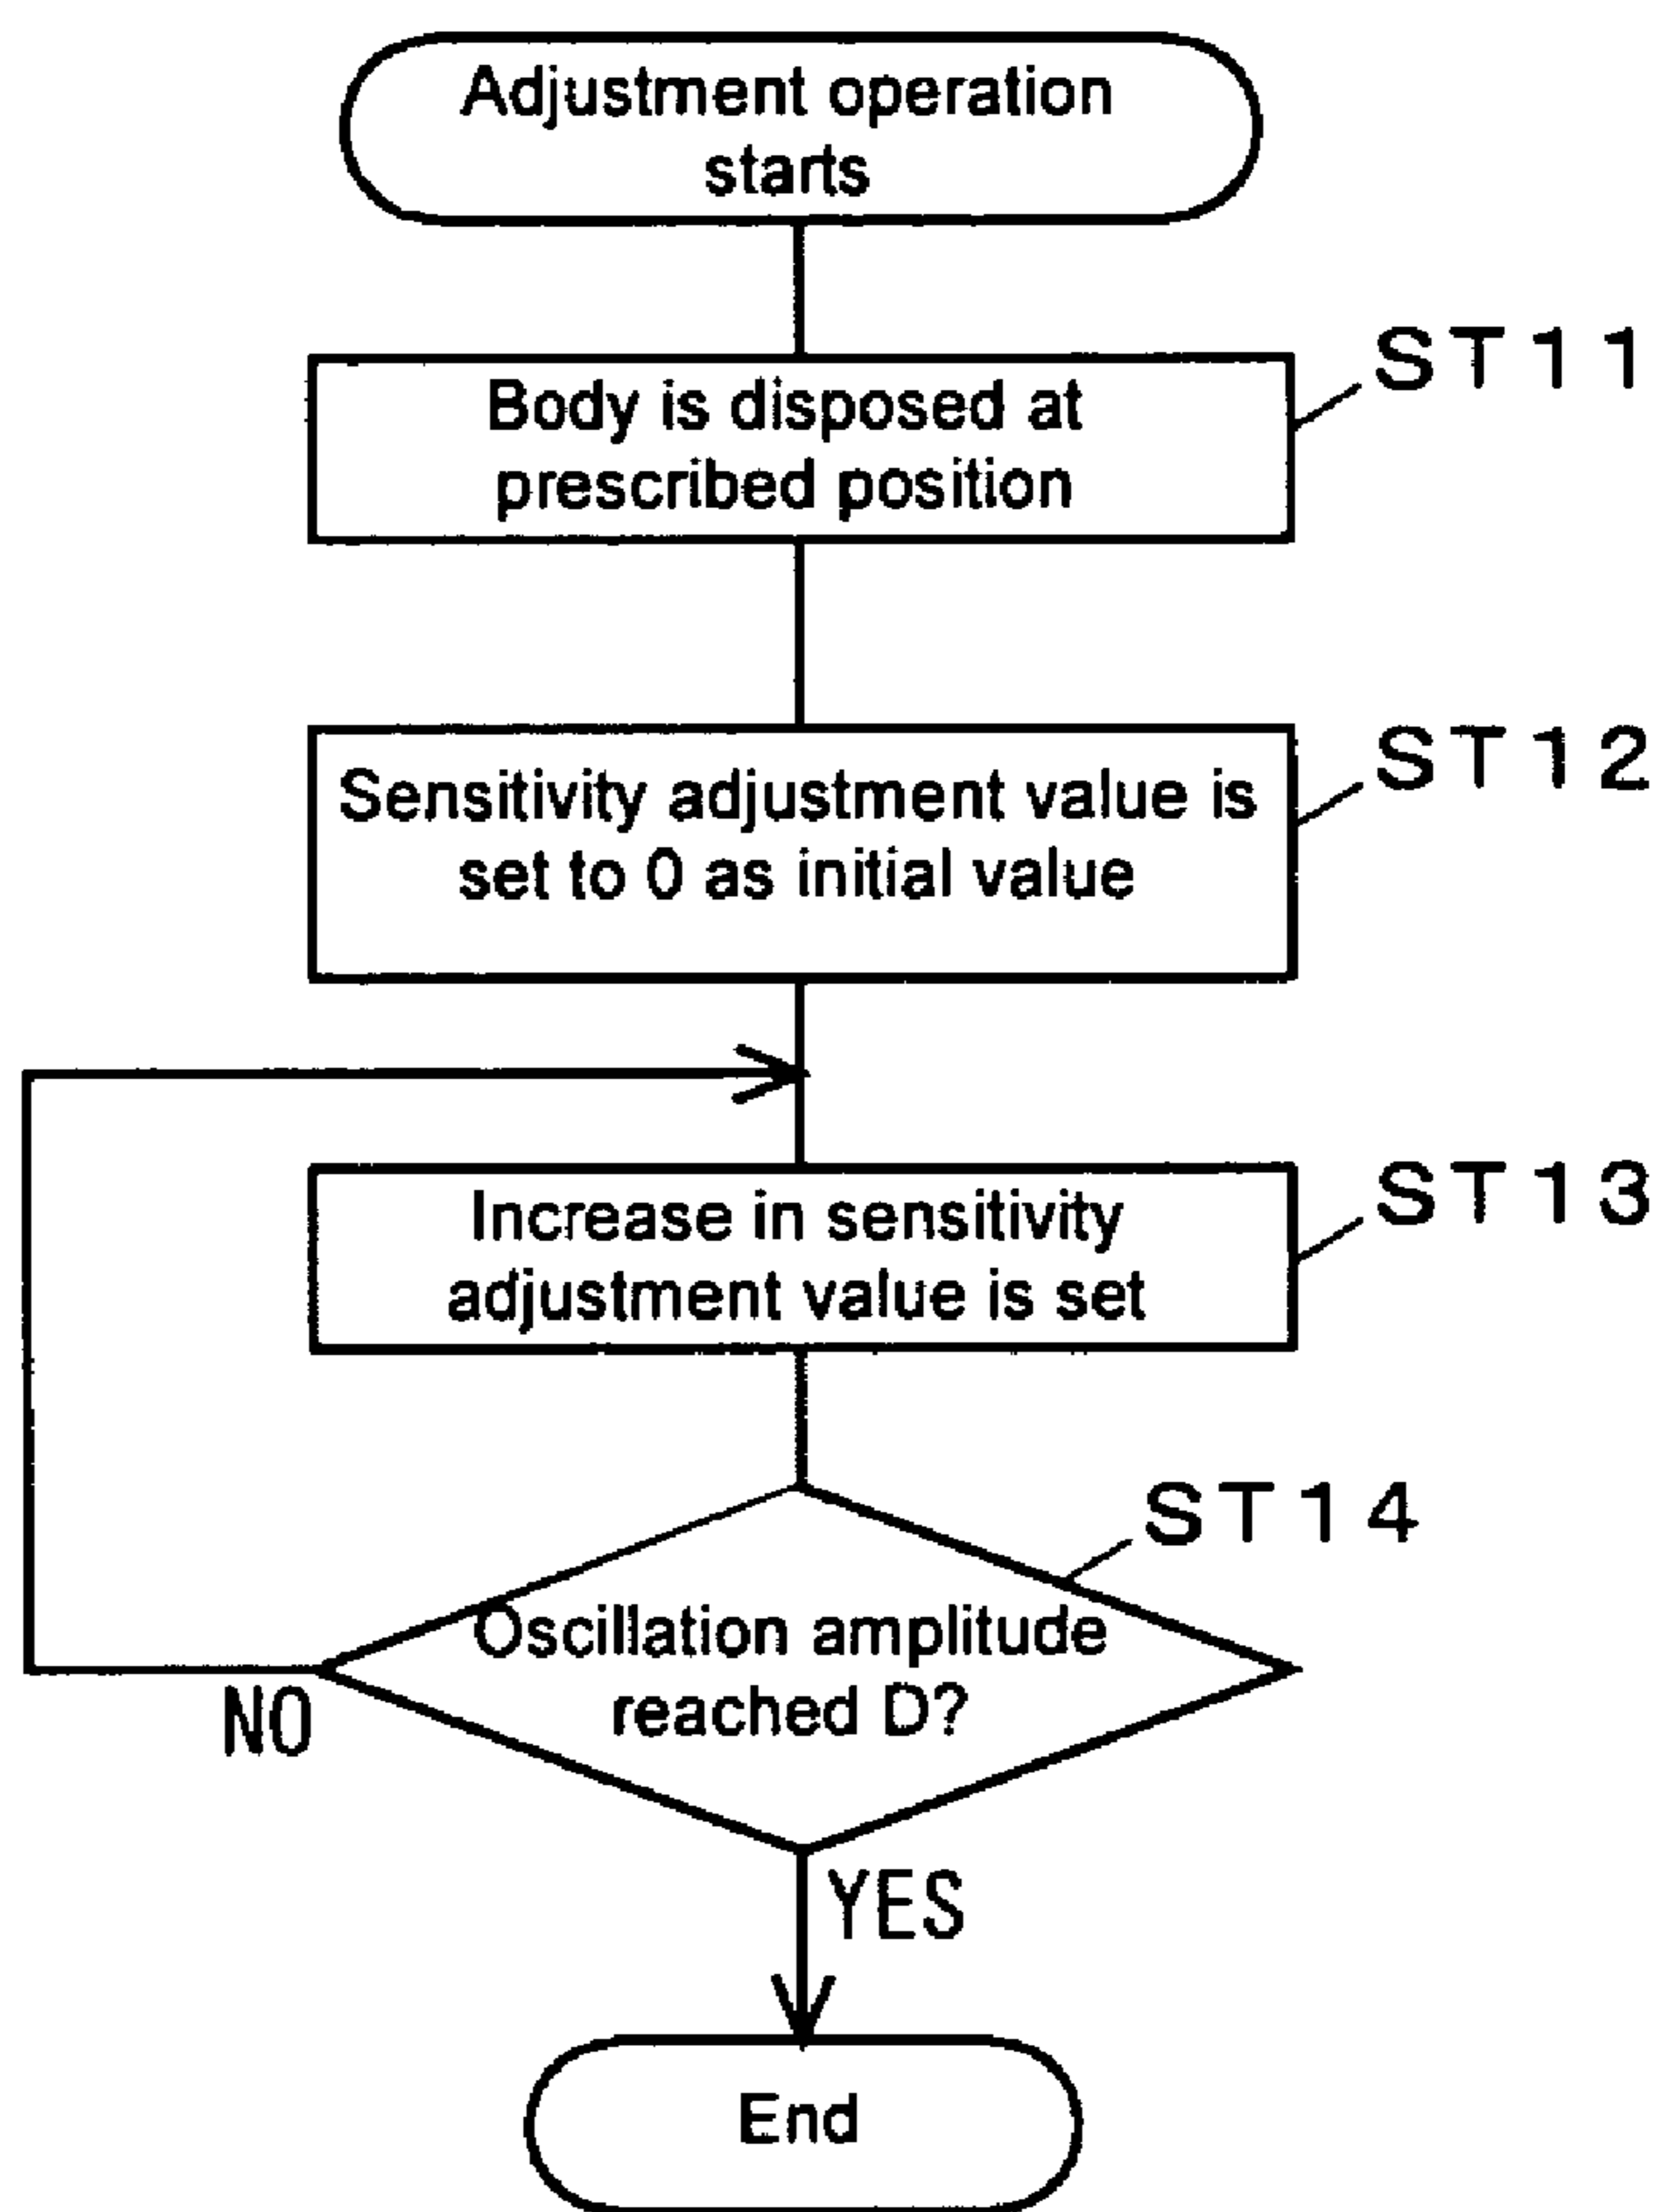 Adjustment operation
starts
ST11
Body is disposed at
prescribed position
ST12
Sensitivity adjustment value is
set to 0 as initial value
ST13
Increase in sensitivity
adjustment value is set
ST14
Oscillation amplitude
reached D?
NO
YES
End